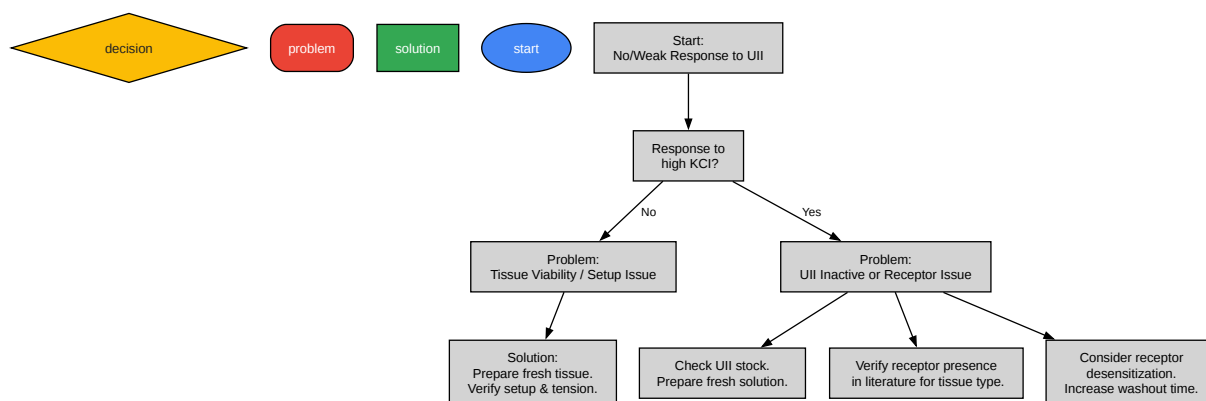 decision
problem
solution
start
Start:
No/Weak Response to UII
Response to
high KCl?
No
Yes
Problem:
Tissue Viability / Setup Issue
Problem:
UII Inactive or Receptor Issue
Solution:
Prepare fresh tissue.
Verify setup & tension.
Check UII stock.
Prepare fresh solution.
Verify receptor presence
in literature for tissue type.
Consider receptor
desensitization.
Increase washout time.